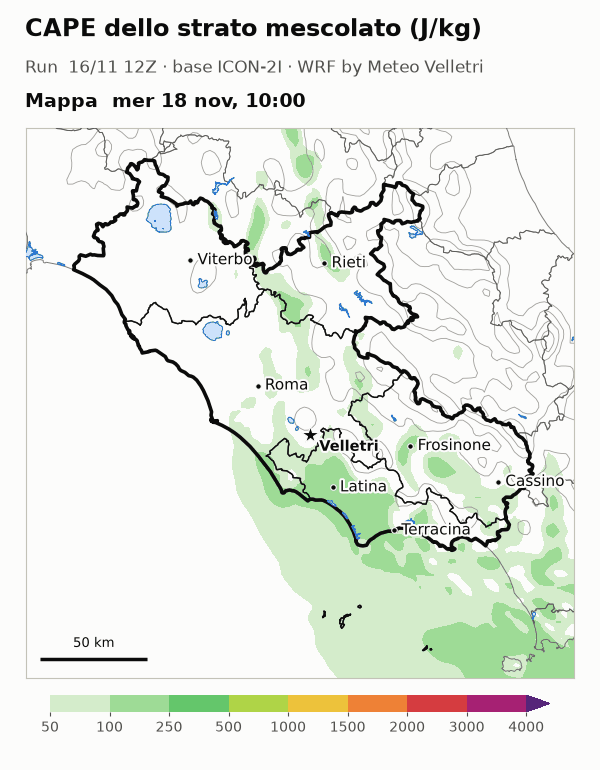 CAPE dello strato mescolato (J/kg)
Run 16/11 12Z · base ICON-2I · WRF by Meteo Velletri
Mappa mer 18 nov, 10:00
Viterbo
Rieti
Roma
Velletri
Frosinone
Latina
Cassino
Terracina
50 km
50 100 250 500 1000 1500 2000 3000 4000